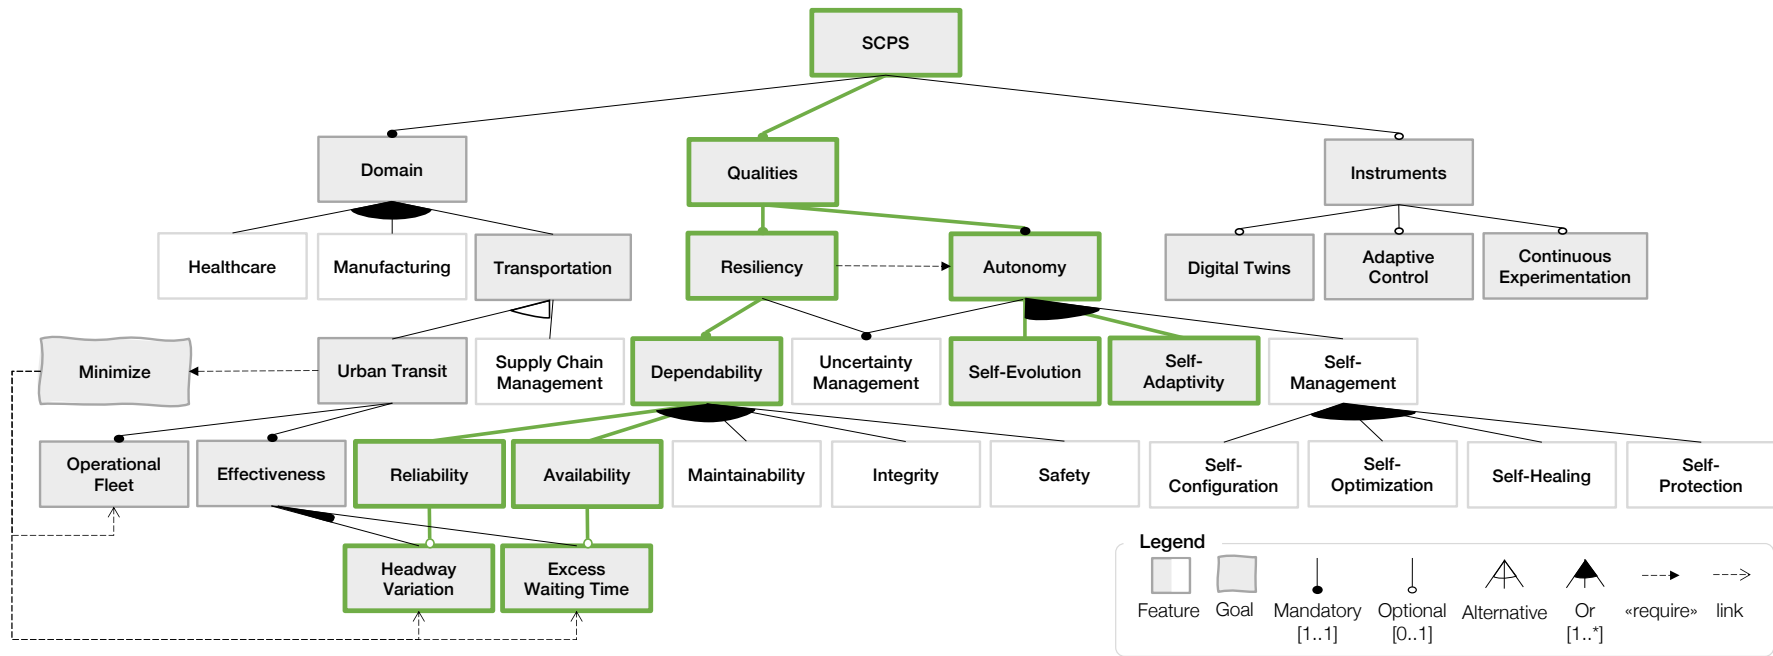 SCPS
Domain
Qualities
Instruments
Healthcare
Manufacturing
Transportation
Resiliency
Autonomy
Digital Twins
Adaptive
Control
Continuous
Experimentation
Minimize
Urban Transit
Supply Chain
Management
Dependability
Uncertainty
Management
Self-Evolution
Self-
Adaptivity
Self-
Management
Operational
Fleet
Effectiveness
Reliability
Availability
Maintainability
Integrity
Safety
Self-
Configuration
Self-
Optimization
Self-Healing
Self-
Protection
Headway
Variation
Excess
Waiting Time
Legend
Feature
Goal
Mandatory
[1..1]
Optional
[0..1]
Alternative
Or
[1..*]
«require»
link